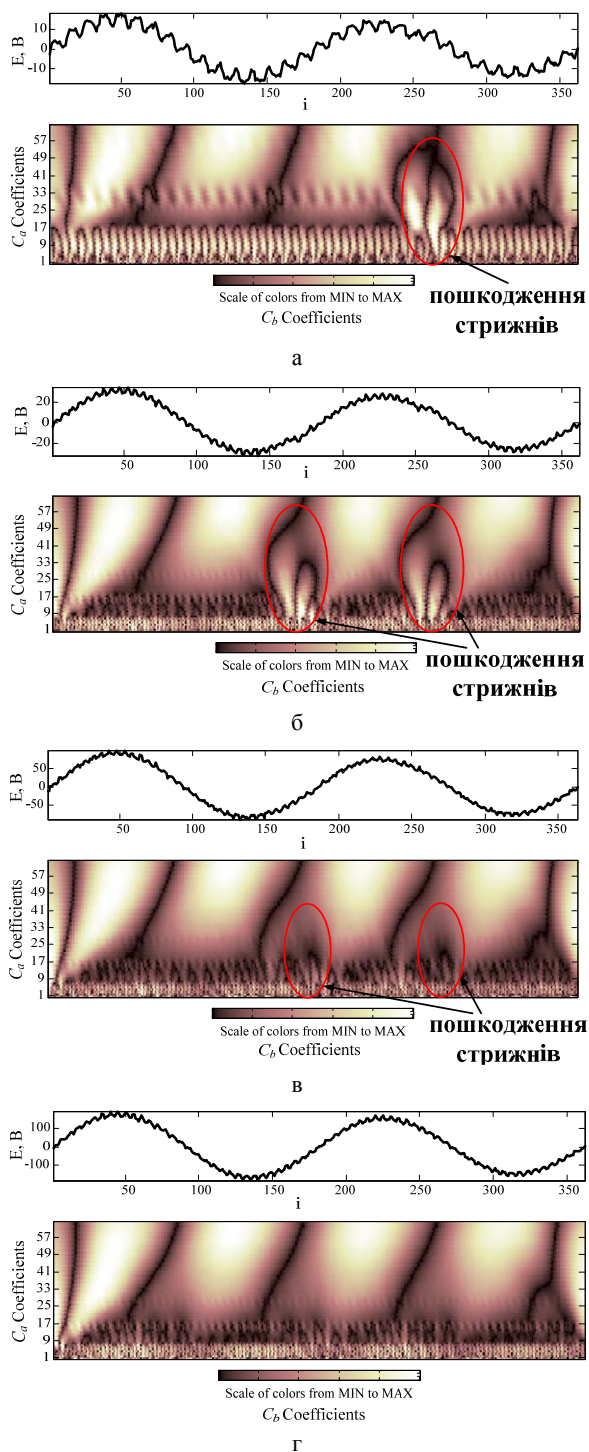 E, B
10
0
-10
50 100 150 200 250 300 350
i
Cₐ Coefficients
57
49
41
33
25
17
9
1
Scale of colors from MIN to MAX
C_b Coefficients
пошкодження
стрижнів
а
E, B
20
0
-20
50 100 150 200 250 300 350
i
Cₐ Coefficients
57
49
41
33
25
17
9
1
Scale of colors from MIN to MAX
C_b Coefficients
пошкодження
стрижнів
б
E, B
50
0
-50
50 100 150 200 250 300 350
i
Cₐ Coefficients
57
49
41
33
25
17
9
1
Scale of colors from MIN to MAX
C_b Coefficients
пошкодження
стрижнів
в
E, B
100
0
-100
50 100 150 200 250 300 350
i
Cₐ Coefficients
57
49
41
33
25
17
9
1
Scale of colors from MIN to MAX
C_b Coefficients
г